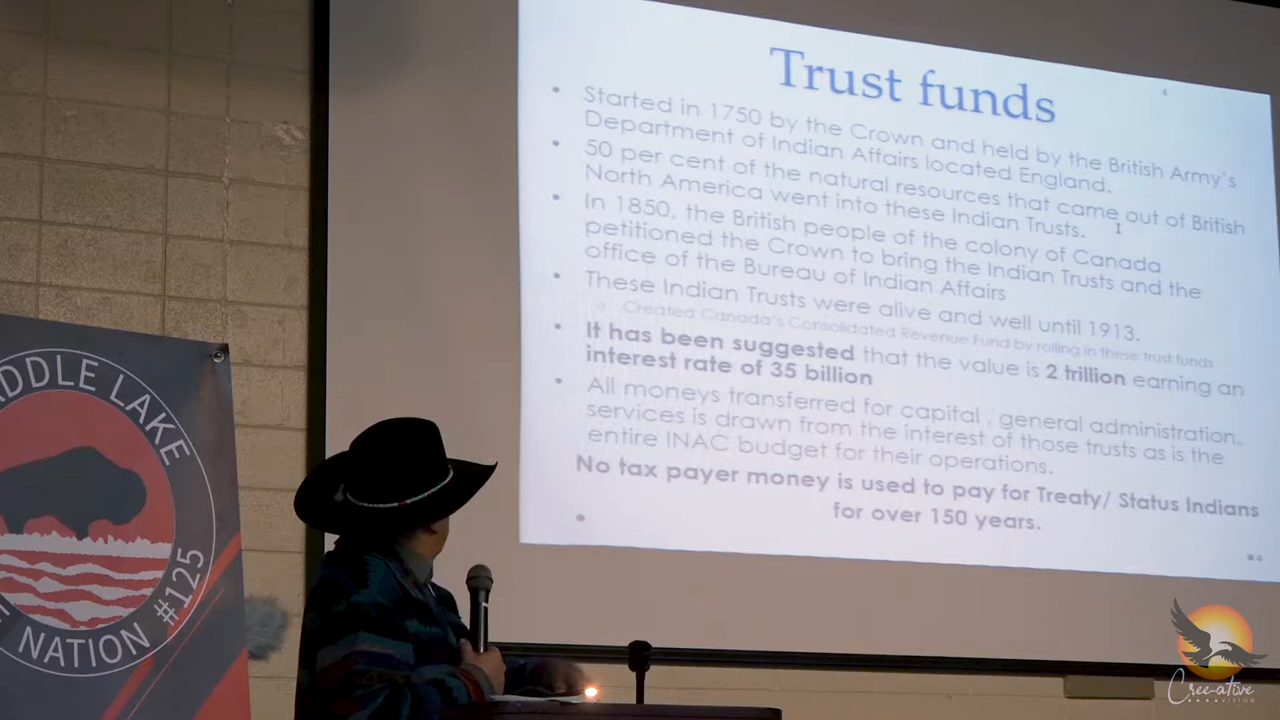 Trust funds
• Started in 1750 by the Crown and held by the British Army's
Department of Indian Affairs located England.
• 50 per cent of the natural resources that came out of British
North America went into these Indian Trusts.
• In 1850, the British people of the colony of Canada
petitioned the Crown to bring the Indian Trusts and the
office of the Bureau of Indian Affairs
• These Indian Trusts were alive and well until 1913.
Created Canada's Consolidated Revenue Fund by rolling in these trust funds
• It has been suggested that the value is 2 trillion earning an
interest rate of 35 billion
• All moneys transferred for capital , general administration,
services is drawn from the interest of those trusts as is the
entire INAC budget for their operations.
No tax payer money is used to pay for Treaty/ Status Indians
for over 150 years.
4
DDLE LAKE
NATION #125
Cree-ative
VISION